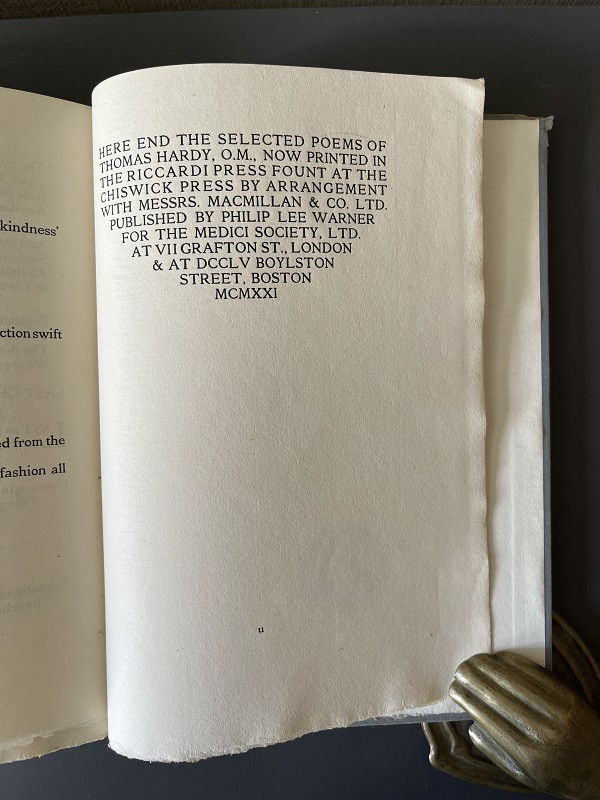 kindness'
ction swift
ed from the
fashion all
HERE END THE SELECTED POEMS OF
THOMAS HARDY, O.M., NOW PRINTED IN
THE RICCARDI PRESS FOUNT AT THE
CHISWICK PRESS BY ARRANGEMENT
WITH MESSRS. MACMILLAN & CO. LTD.
PUBLISHED BY PHILIP LEE WARNER
FOR THE MEDICI SOCIETY, LTD.
AT VII GRAFTON ST., LONDON
& AT DCCLV BOYLSTON
STREET, BOSTON
MCMXXI
u